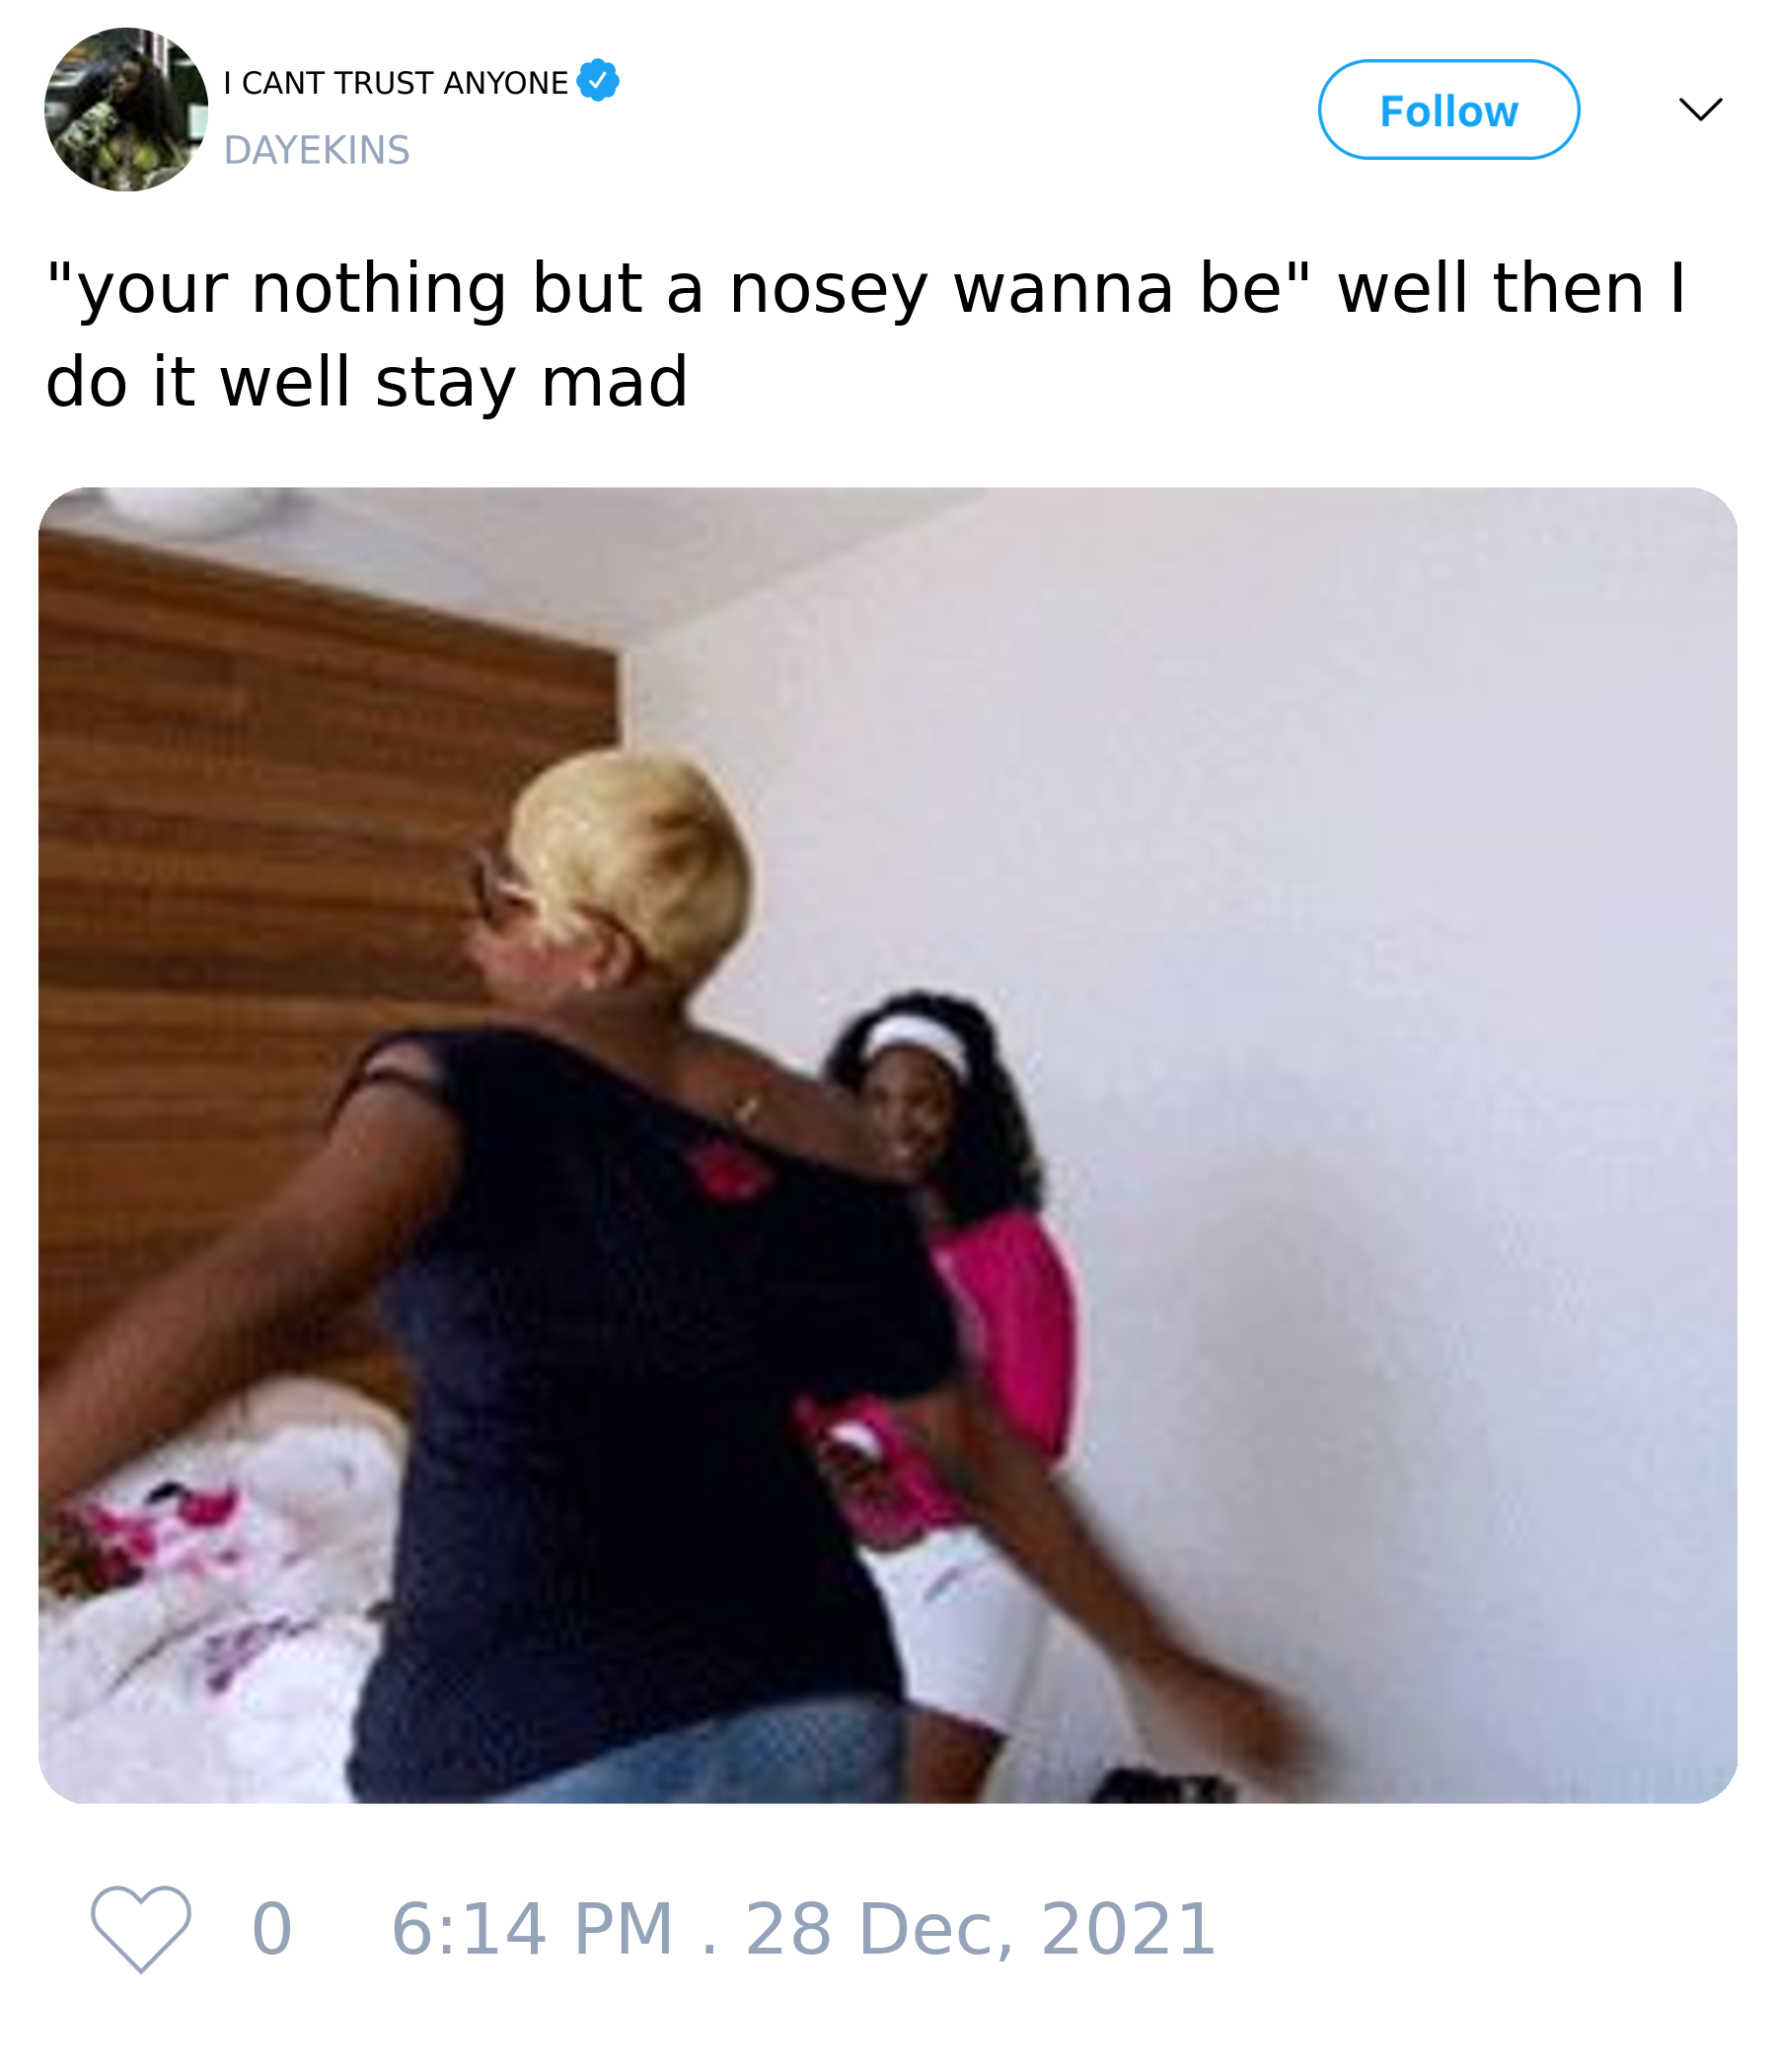 I CANT TRUST ANYONE
DAYEKINS
Follow
"your nothing but a nosey wanna be" well then I
do it well stay mad
0 6:14 PM . 28 Dec, 2021